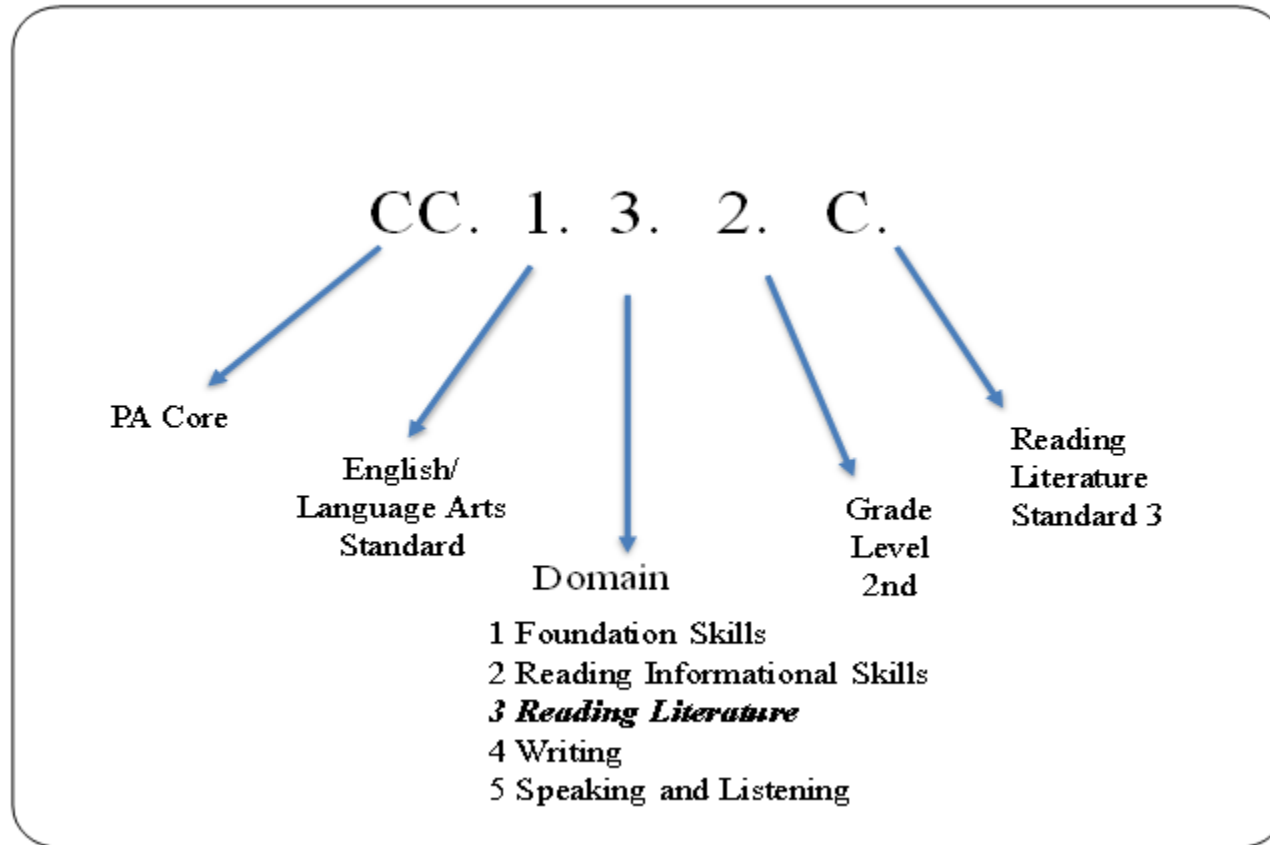 CC. 1. 3. 2. C.
PA Core
English/
Language Arts
Standard
Domain
1 Foundation Skills
2 Reading Informational Skills
3 Reading Literature
4 Writing
5 Speaking and Listening
Grade
Level
2nd
Reading
Literature
Standard 3